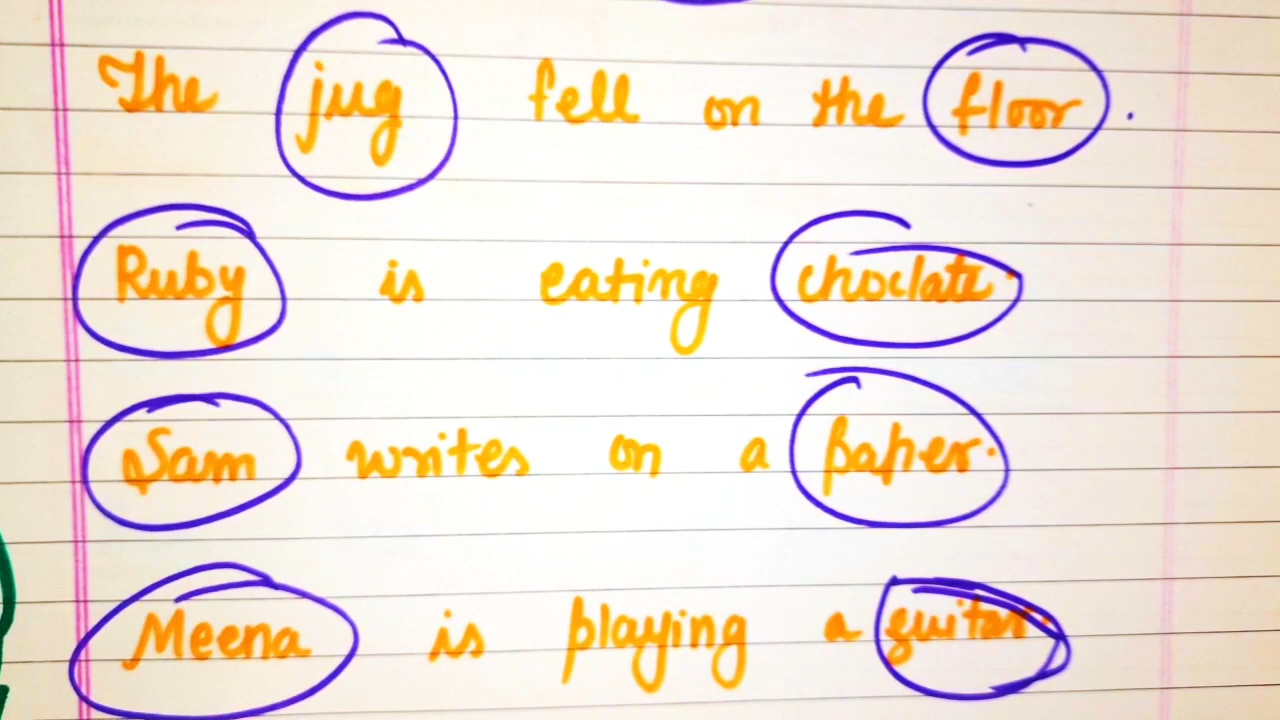 The jug fell on the floor.
Ruby is eating choclate.
Sam writes on a paper.
Meena is playing a guitar.